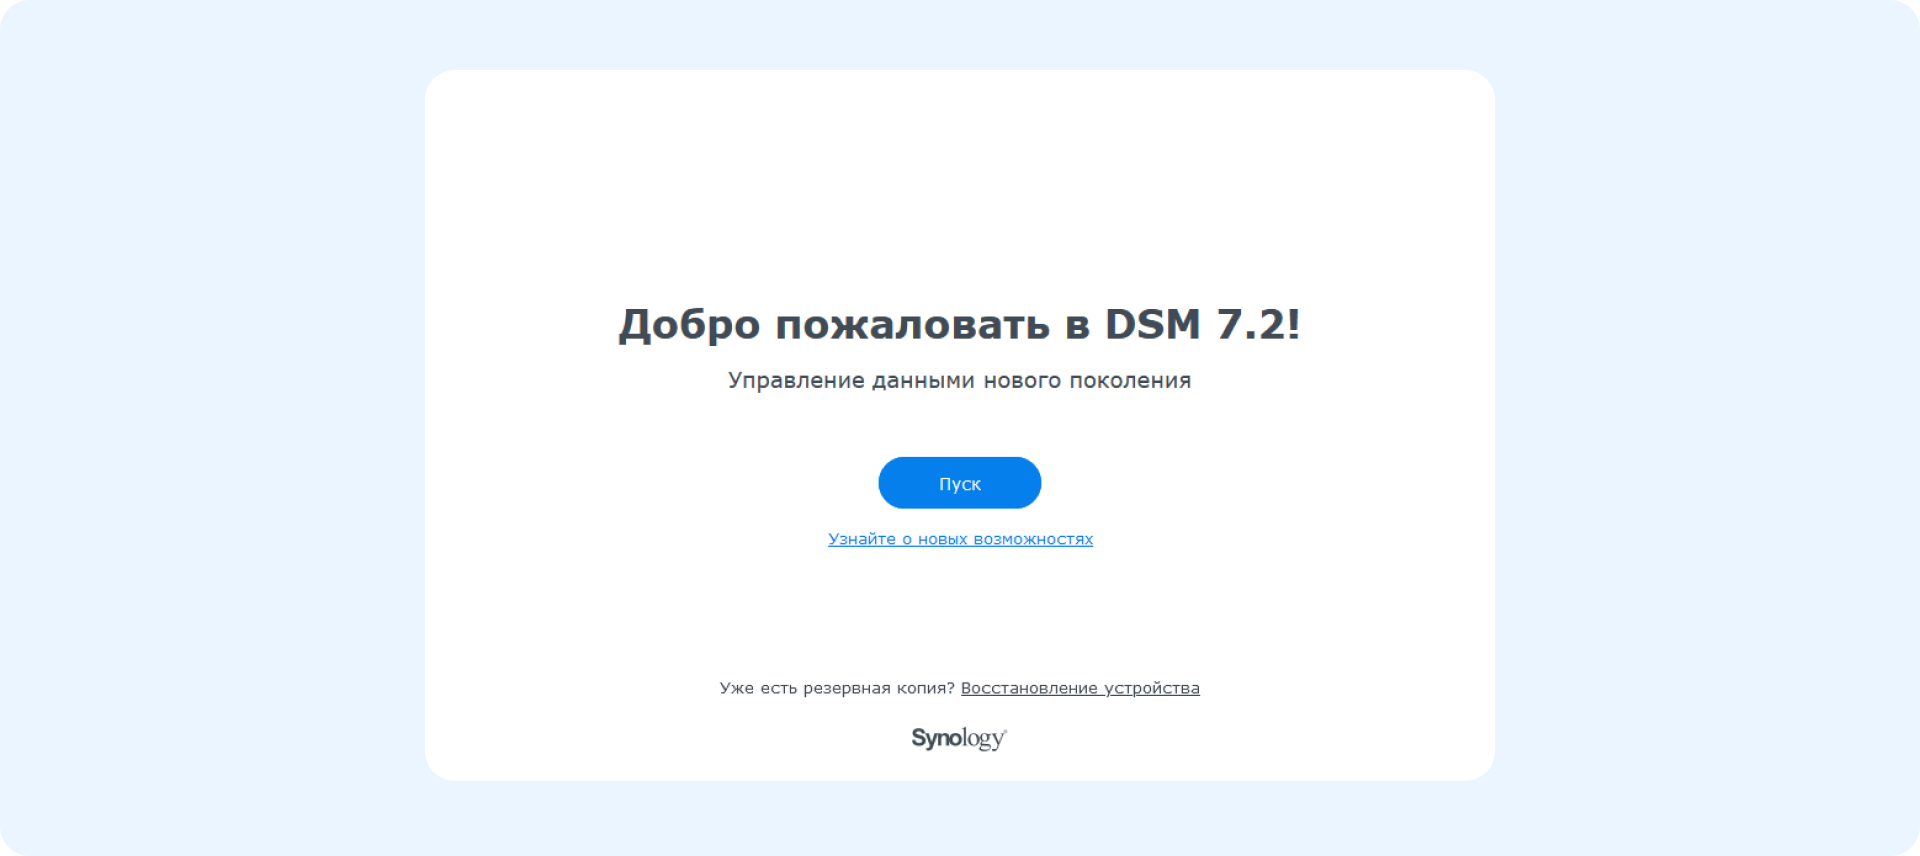 Добро пожаловать в DSM 7.2!
Управление данными нового поколения
Пуск
Узнайте о новых возможностях
Уже есть резервная копия? Восстановление устройства
Synology®